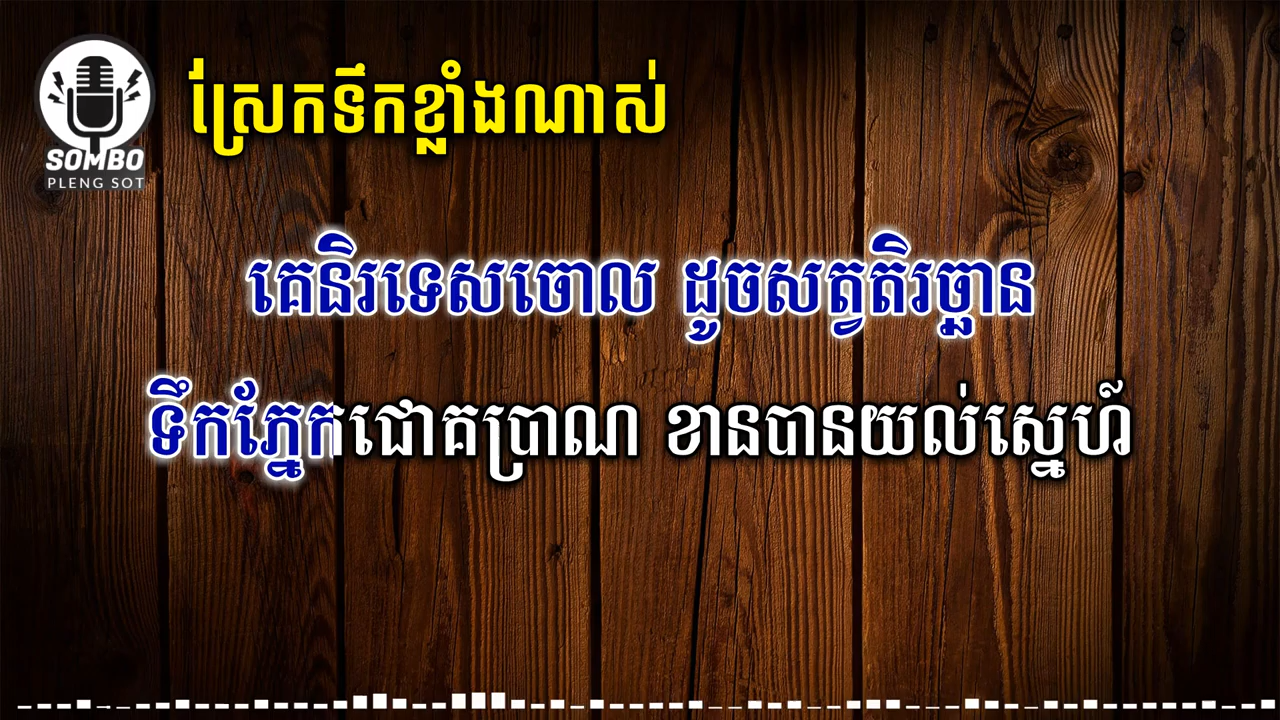 SOMBO
PLENG SOT
ស្រែកទឹកខ្លាំងណាស់
គេនិរទេសចោល ដូចសត្វតិរច្ឆាន
ទឹកភ្នែកជោគប្រាណ ខានបានយល់ស្នេហ៍